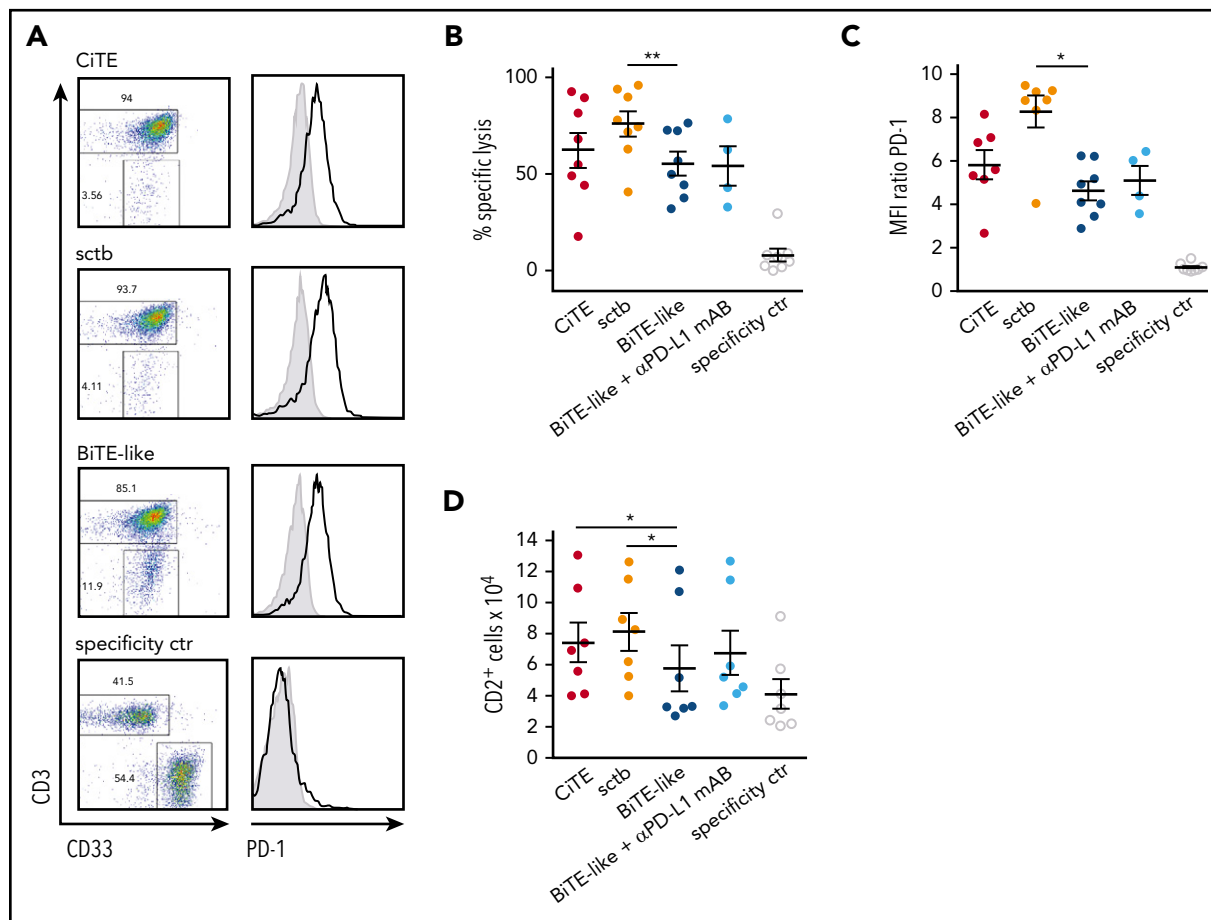 A
CiTE
94
3.56
sctb
93.7
4.11
BiTE-like
85.1
11.9
specificity ctr
41.5
54.4
CD3
CD33
PD-1
B
**
100
50
0
% specific lysis
CiTE
sctb
BiTE-like
BiTE-like + αPD-L1 mAB
specificity ctr
C
*
10
8
6
4
2
0
MFI ratio PD-1
CiTE
sctb
BiTE-like
BiTE-like + αPD-L1 mAB
specificity ctr
D
*
*
14
12
10
8
6
4
2
0
CD2+ cells x 10⁴
CiTE
sctb
BiTE-like
BiTE-like + αPD-L1 mAB
specificity ctr